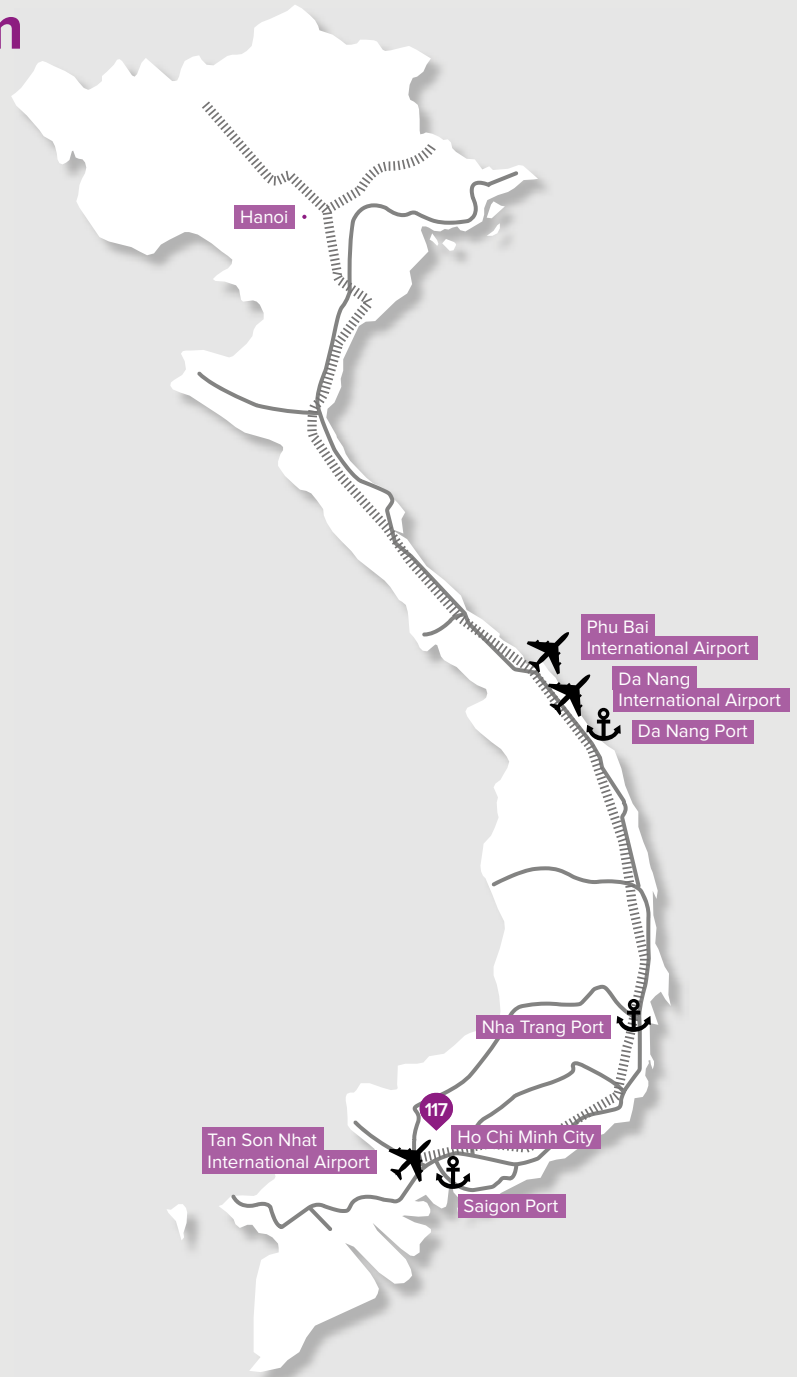 m
Hanoi
Phu Bai
International Airport
Da Nang
International Airport
Da Nang Port
Nha Trang Port
117
Ho Chi Minh City
Tan Son Nhat
International Airport
Saigon Port